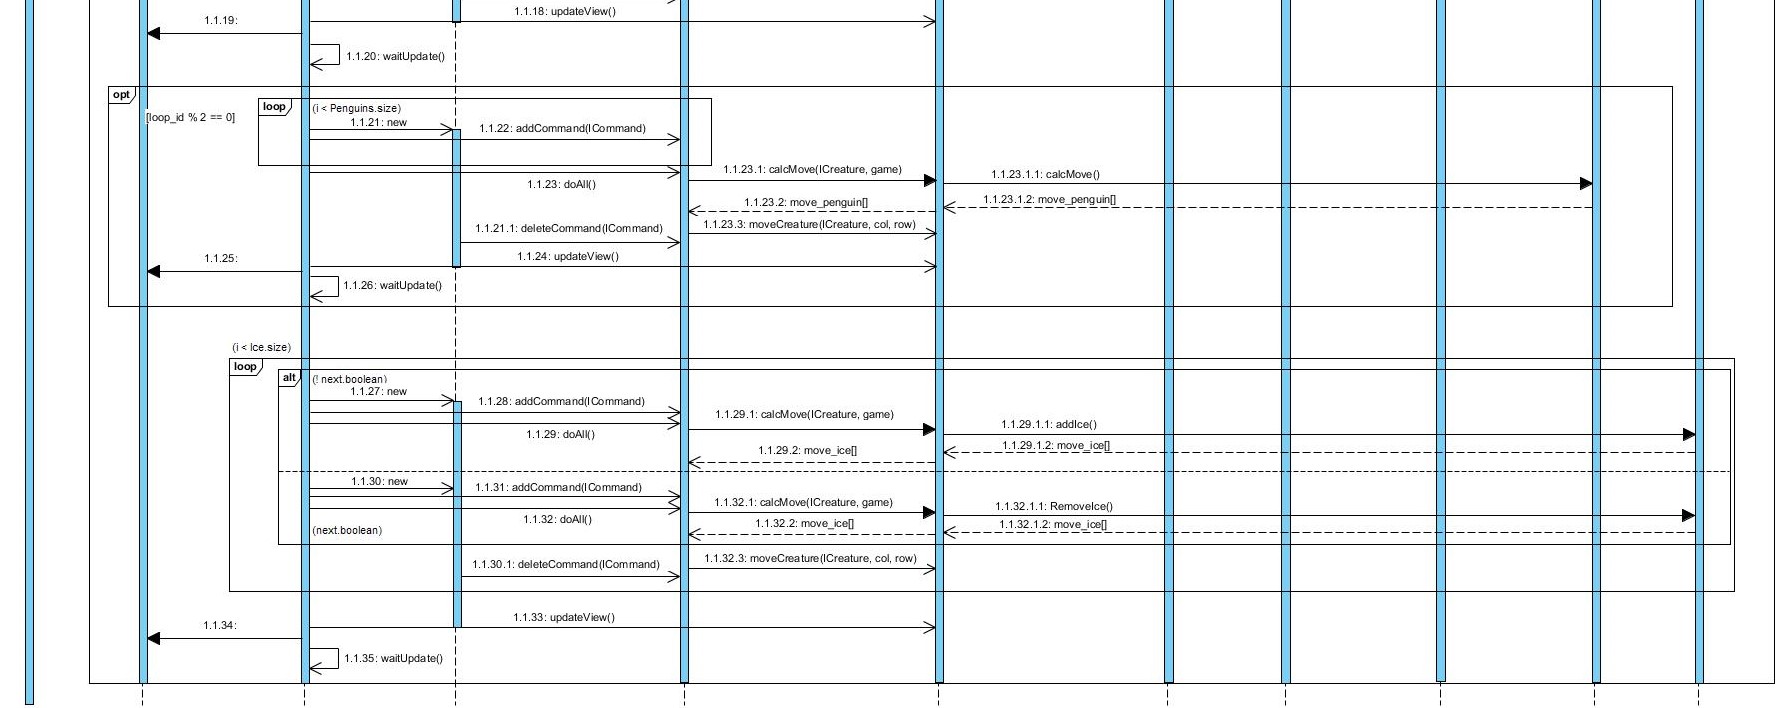 1.1.18: updateView()
1.1.19:
1.1.20: waitUpdate()
opt
[loop_id % 2 == 0]
loop
(i < Penguins.size)
1.1.21: new
1.1.22: addCommand(ICommand)
1.1.23: doAll()
1.1.23.1: calcMove(ICreature, game)
1.1.23.1.1: calcMove()
1.1.23.1.2: move_penguin[]
1.1.23.2: move_penguin[]
1.1.23.3: moveCreature(ICreature, col, row)
1.1.21.1: deleteCommand(ICommand)
1.1.24: updateView()
1.1.25:
1.1.26: waitUpdate()
(i < Ice.size)
loop
alt
(! next.boolean)
1.1.27: new
1.1.28: addCommand(ICommand)
1.1.29: doAll()
1.1.29.1: calcMove(ICreature, game)
1.1.29.1.1: addIce()
1.1.29.1.2: move_ice[]
1.1.29.2: move_ice[]
1.1.30: new
1.1.31: addCommand(ICommand)
1.1.32: doAll()
1.1.32.1: calcMove(ICreature, game)
1.1.32.1.1: RemoveIce()
1.1.32.1.2: move_ice[]
1.1.32.2: move_ice[]
(next.boolean)
1.1.32.3: moveCreature(ICreature, col, row)
1.1.30.1: deleteCommand(ICommand)
1.1.33: updateView()
1.1.34:
1.1.35: waitUpdate()